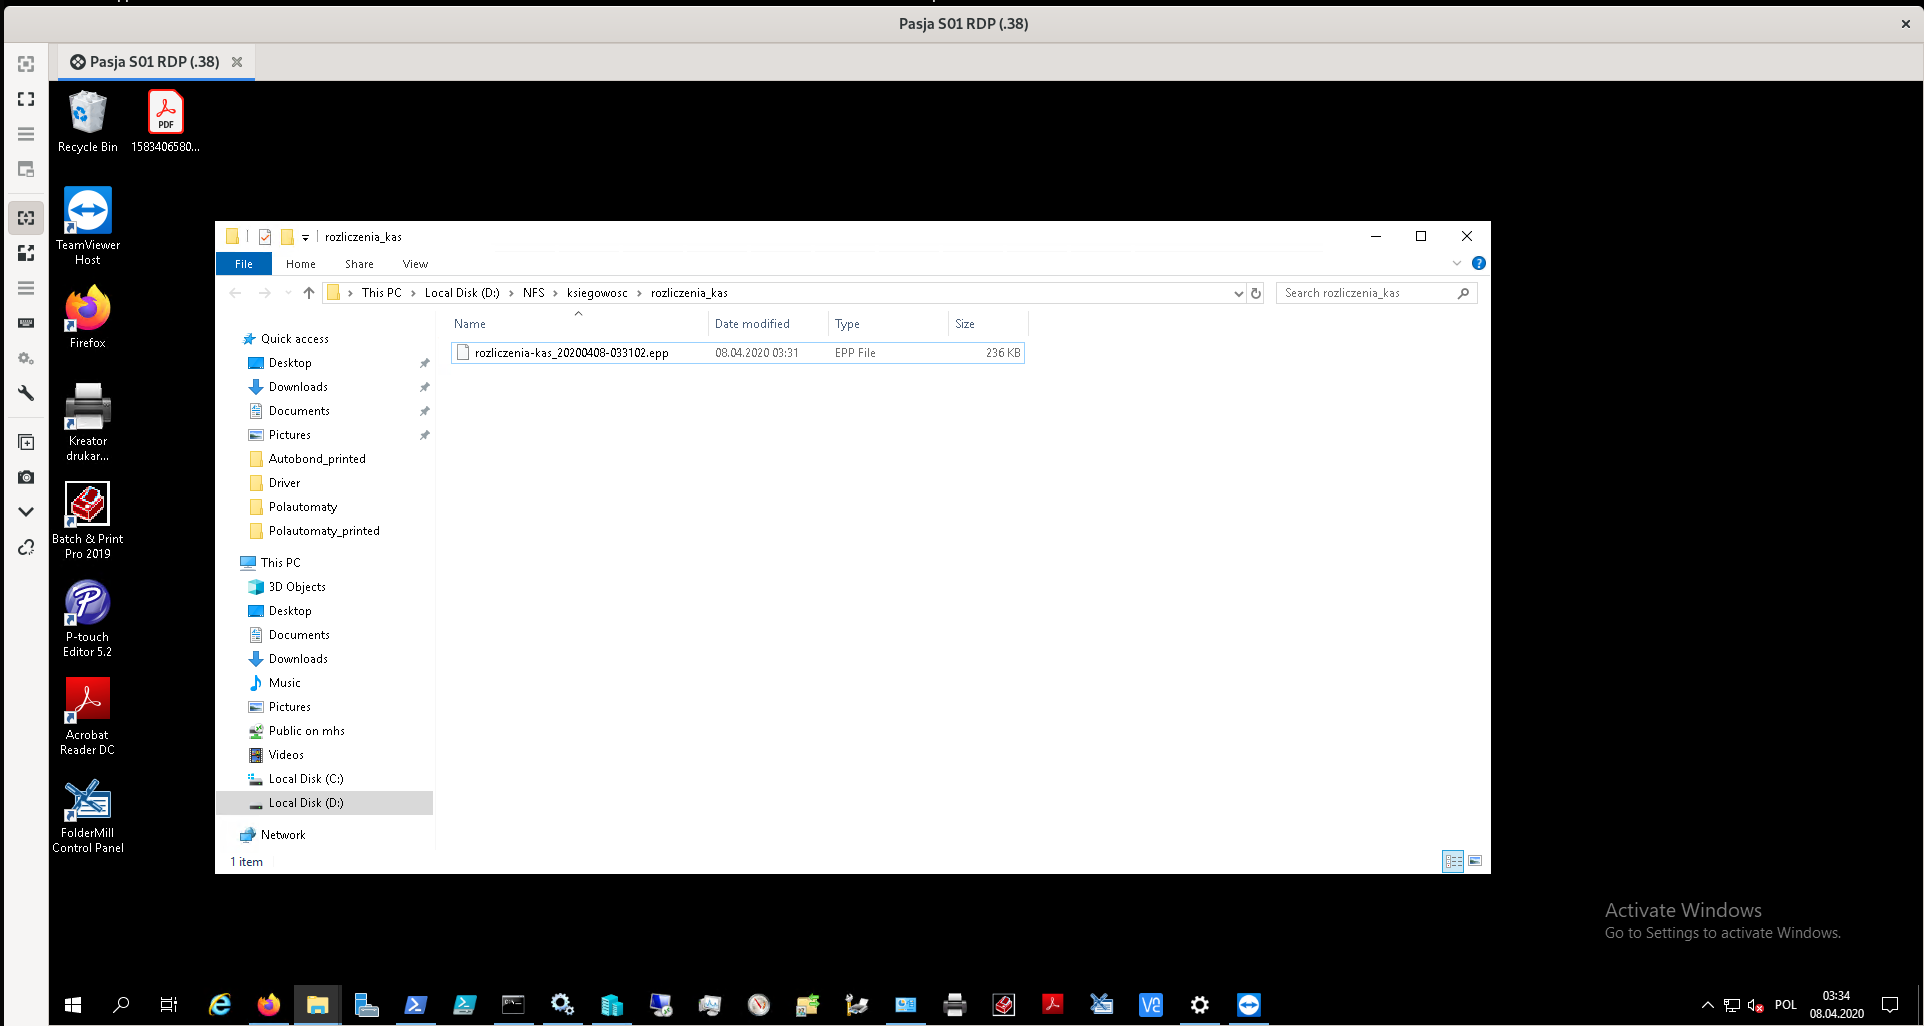 Pasja S01 RDP (.38)
Pasja S01 RDP (.38)
Recycle Bin
PDF
1583406580...
TeamViewer
Host
Firefox
Kreator
drukar...
Batch & Print
Pro 2019
P-touch
Editor 5.2
Acrobat
Reader DC
FolderMill
Control Panel
rozliczenia_kas
File Home Share View
This PC > Local Disk (D:) > NFS > ksiegowosc > rozliczenia_kas
Search rozliczenia_kas
Name Date modified Type Size
rozliczenia-kas_20200408-033102.epp 08.04.2020 03:31 EPP File 236 KB
Quick access
Desktop
Downloads
Documents
Pictures
Autobond_printed
Driver
Polautomaty
Polautomaty_printed
This PC
3D Objects
Desktop
Documents
Downloads
Music
Pictures
Public on mhs
Videos
Local Disk (C:)
Local Disk (D:)
Network
1 item
Activate Windows
Go to Settings to activate Windows.
POL
03:34
08.04.2020